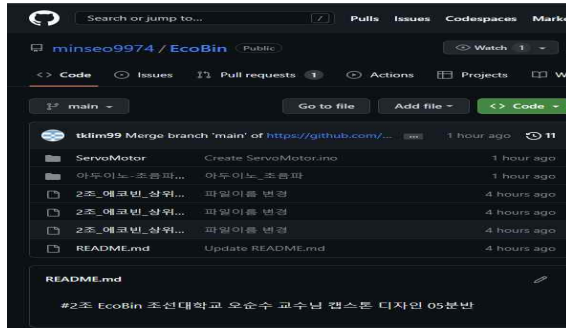 Search or jump to... / Pulls Issues Codespaces Marke
minseo9974 / EcoBin Public Watch 1
<> Code Issues Pull requests 1 Actions Projects W
main Go to file Add file <> Code
tklim99 Merge branch 'main' of https://github.com/... ... 1 hour ago 11
ServoMotor Create ServoMotor.ino 1 hour ago
아두이노-초음파... 아두이노_초음파 1 hour ago
2조_에코빈_상위... 파일이름 변경 4 hours ago
2조_에코빈_상위... 파일이름 변경 4 hours ago
2조_에코빈_상위... 파일이름 변경 4 hours ago
README.md Update README.md 4 hours ago
README.md
#2조 EcoBin 조선대학교 오순수 교수님 캡스톤 디자인 05분반